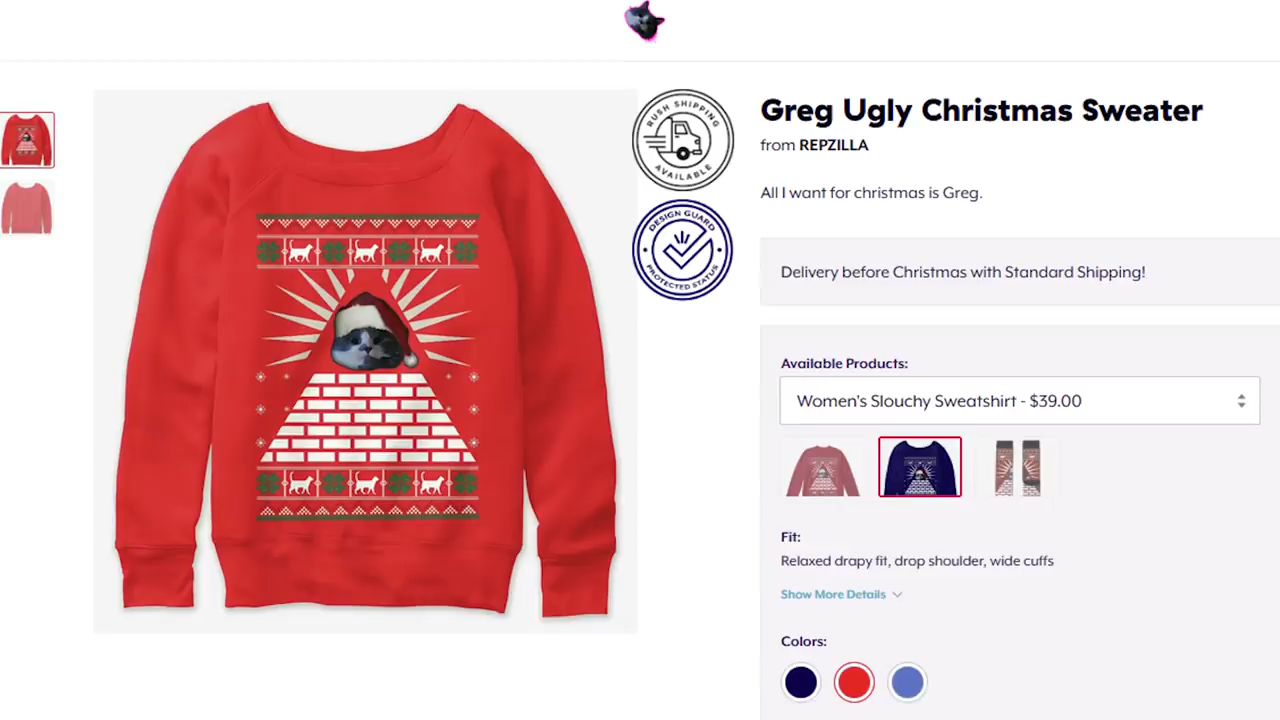 RUSH SHIPPING
AVAILABLE
DESIGN GUARD
PROTECTED STATUS
Greg Ugly Christmas Sweater
from REPZILLA
All I want for christmas is Greg.
Delivery before Christmas with Standard Shipping!
Available Products:
Women's Slouchy Sweatshirt - $39.00
Fit:
Relaxed drapy fit, drop shoulder, wide cuffs
Show More Details
Colors: